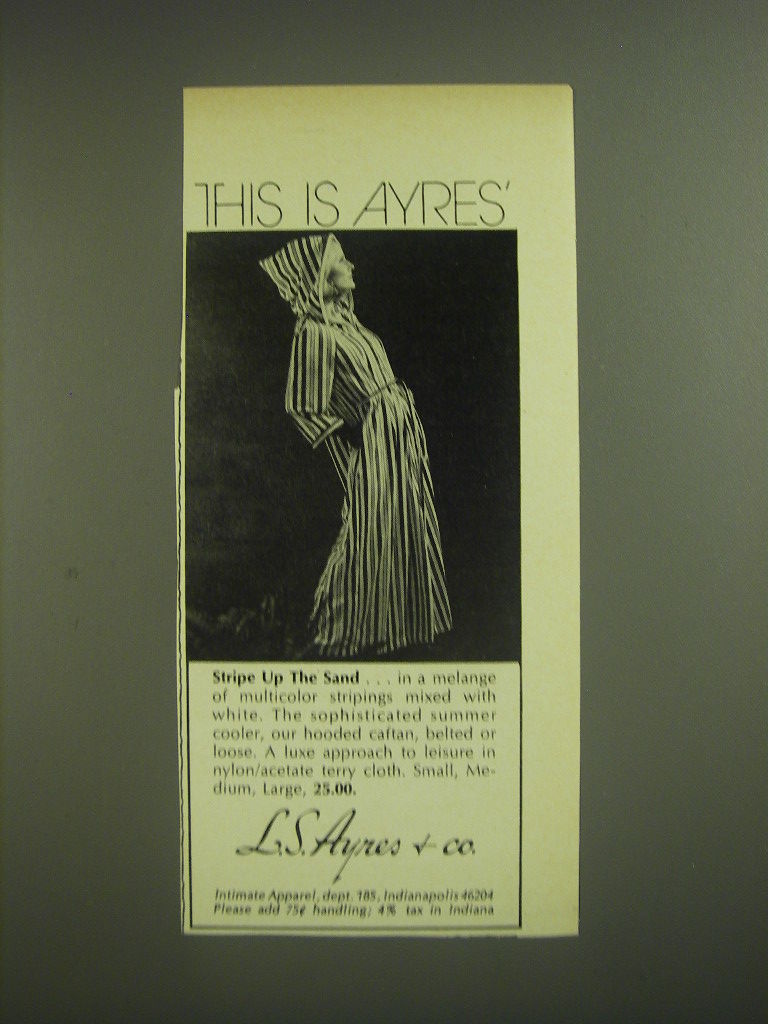 THIS IS AYRES'
Stripe Up The Sand . . . in a melange
of multicolor stripings mixed with
white. The sophisticated summer
cooler, our hooded caftan, belted or
loose. A luxe approach to leisure in
nylon/acetate terry cloth. Small, Me-
dium, Large, 25.00.
L.S. Ayres + co.
Intimate Apparel, dept. 185, Indianapolis 46204
Please add 75¢ handling; 4% tax in Indiana